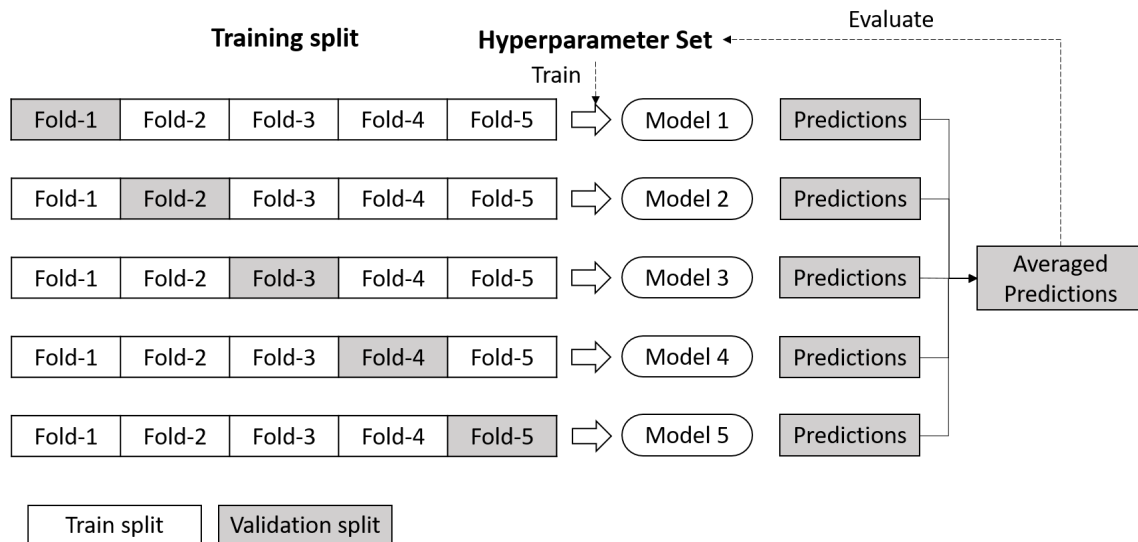 Evaluate
Training split
Hyperparameter Set
Train
Fold-1 Fold-2 Fold-3 Fold-4 Fold-5 Model 1 Predictions
Fold-1 Fold-2 Fold-3 Fold-4 Fold-5 Model 2 Predictions
Fold-1 Fold-2 Fold-3 Fold-4 Fold-5 Model 3 Predictions
Averaged
Predictions
Fold-1 Fold-2 Fold-3 Fold-4 Fold-5 Model 4 Predictions
Fold-1 Fold-2 Fold-3 Fold-4 Fold-5 Model 5 Predictions
Train split
Validation split